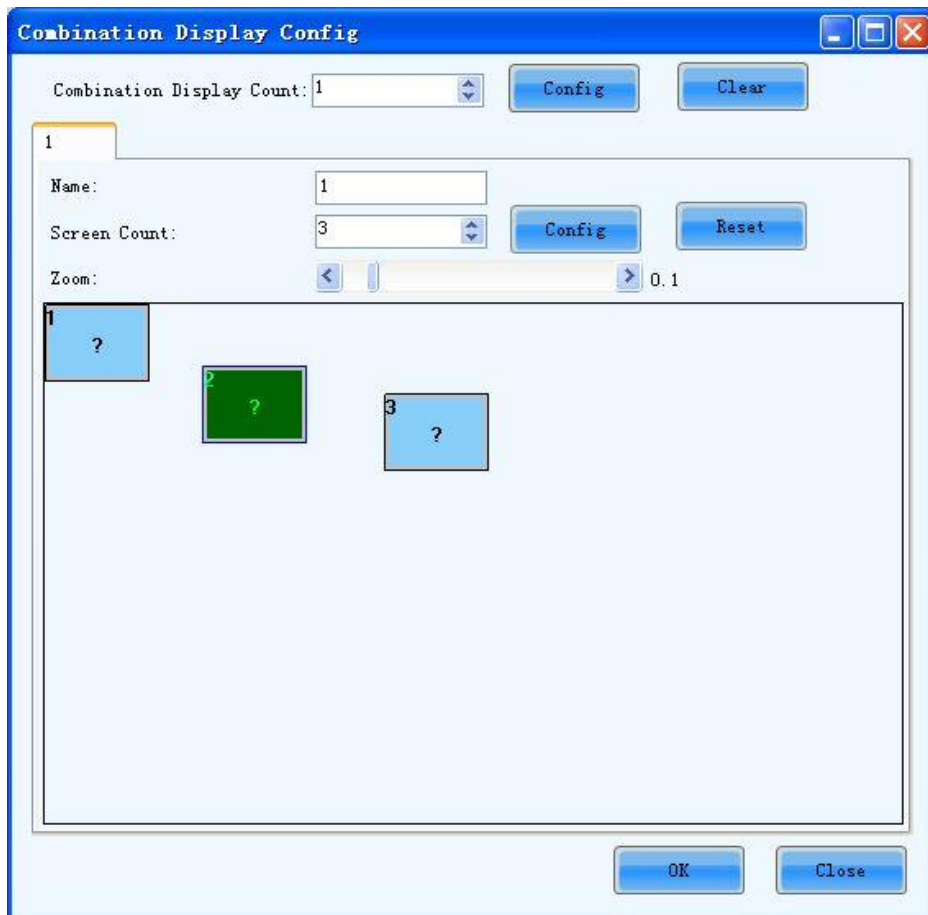 Combination Display Config
Combination Display Count: 1 Config Clear
1
Name: 1
Screen Count: 3 Config Reset
Zoom: 0.1
1
?
2
?
3
?
OK Close